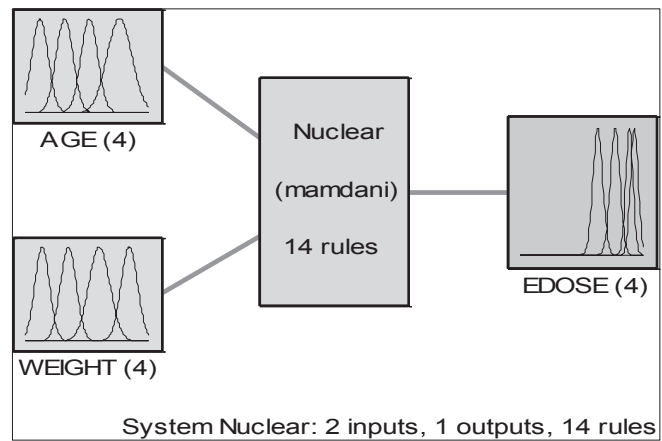 AGE (4)
Nuclear
(mamdani)
14 rules
EDOSE (4)
WEIGHT (4)
System Nuclear: 2 inputs, 1 outputs, 14 rules